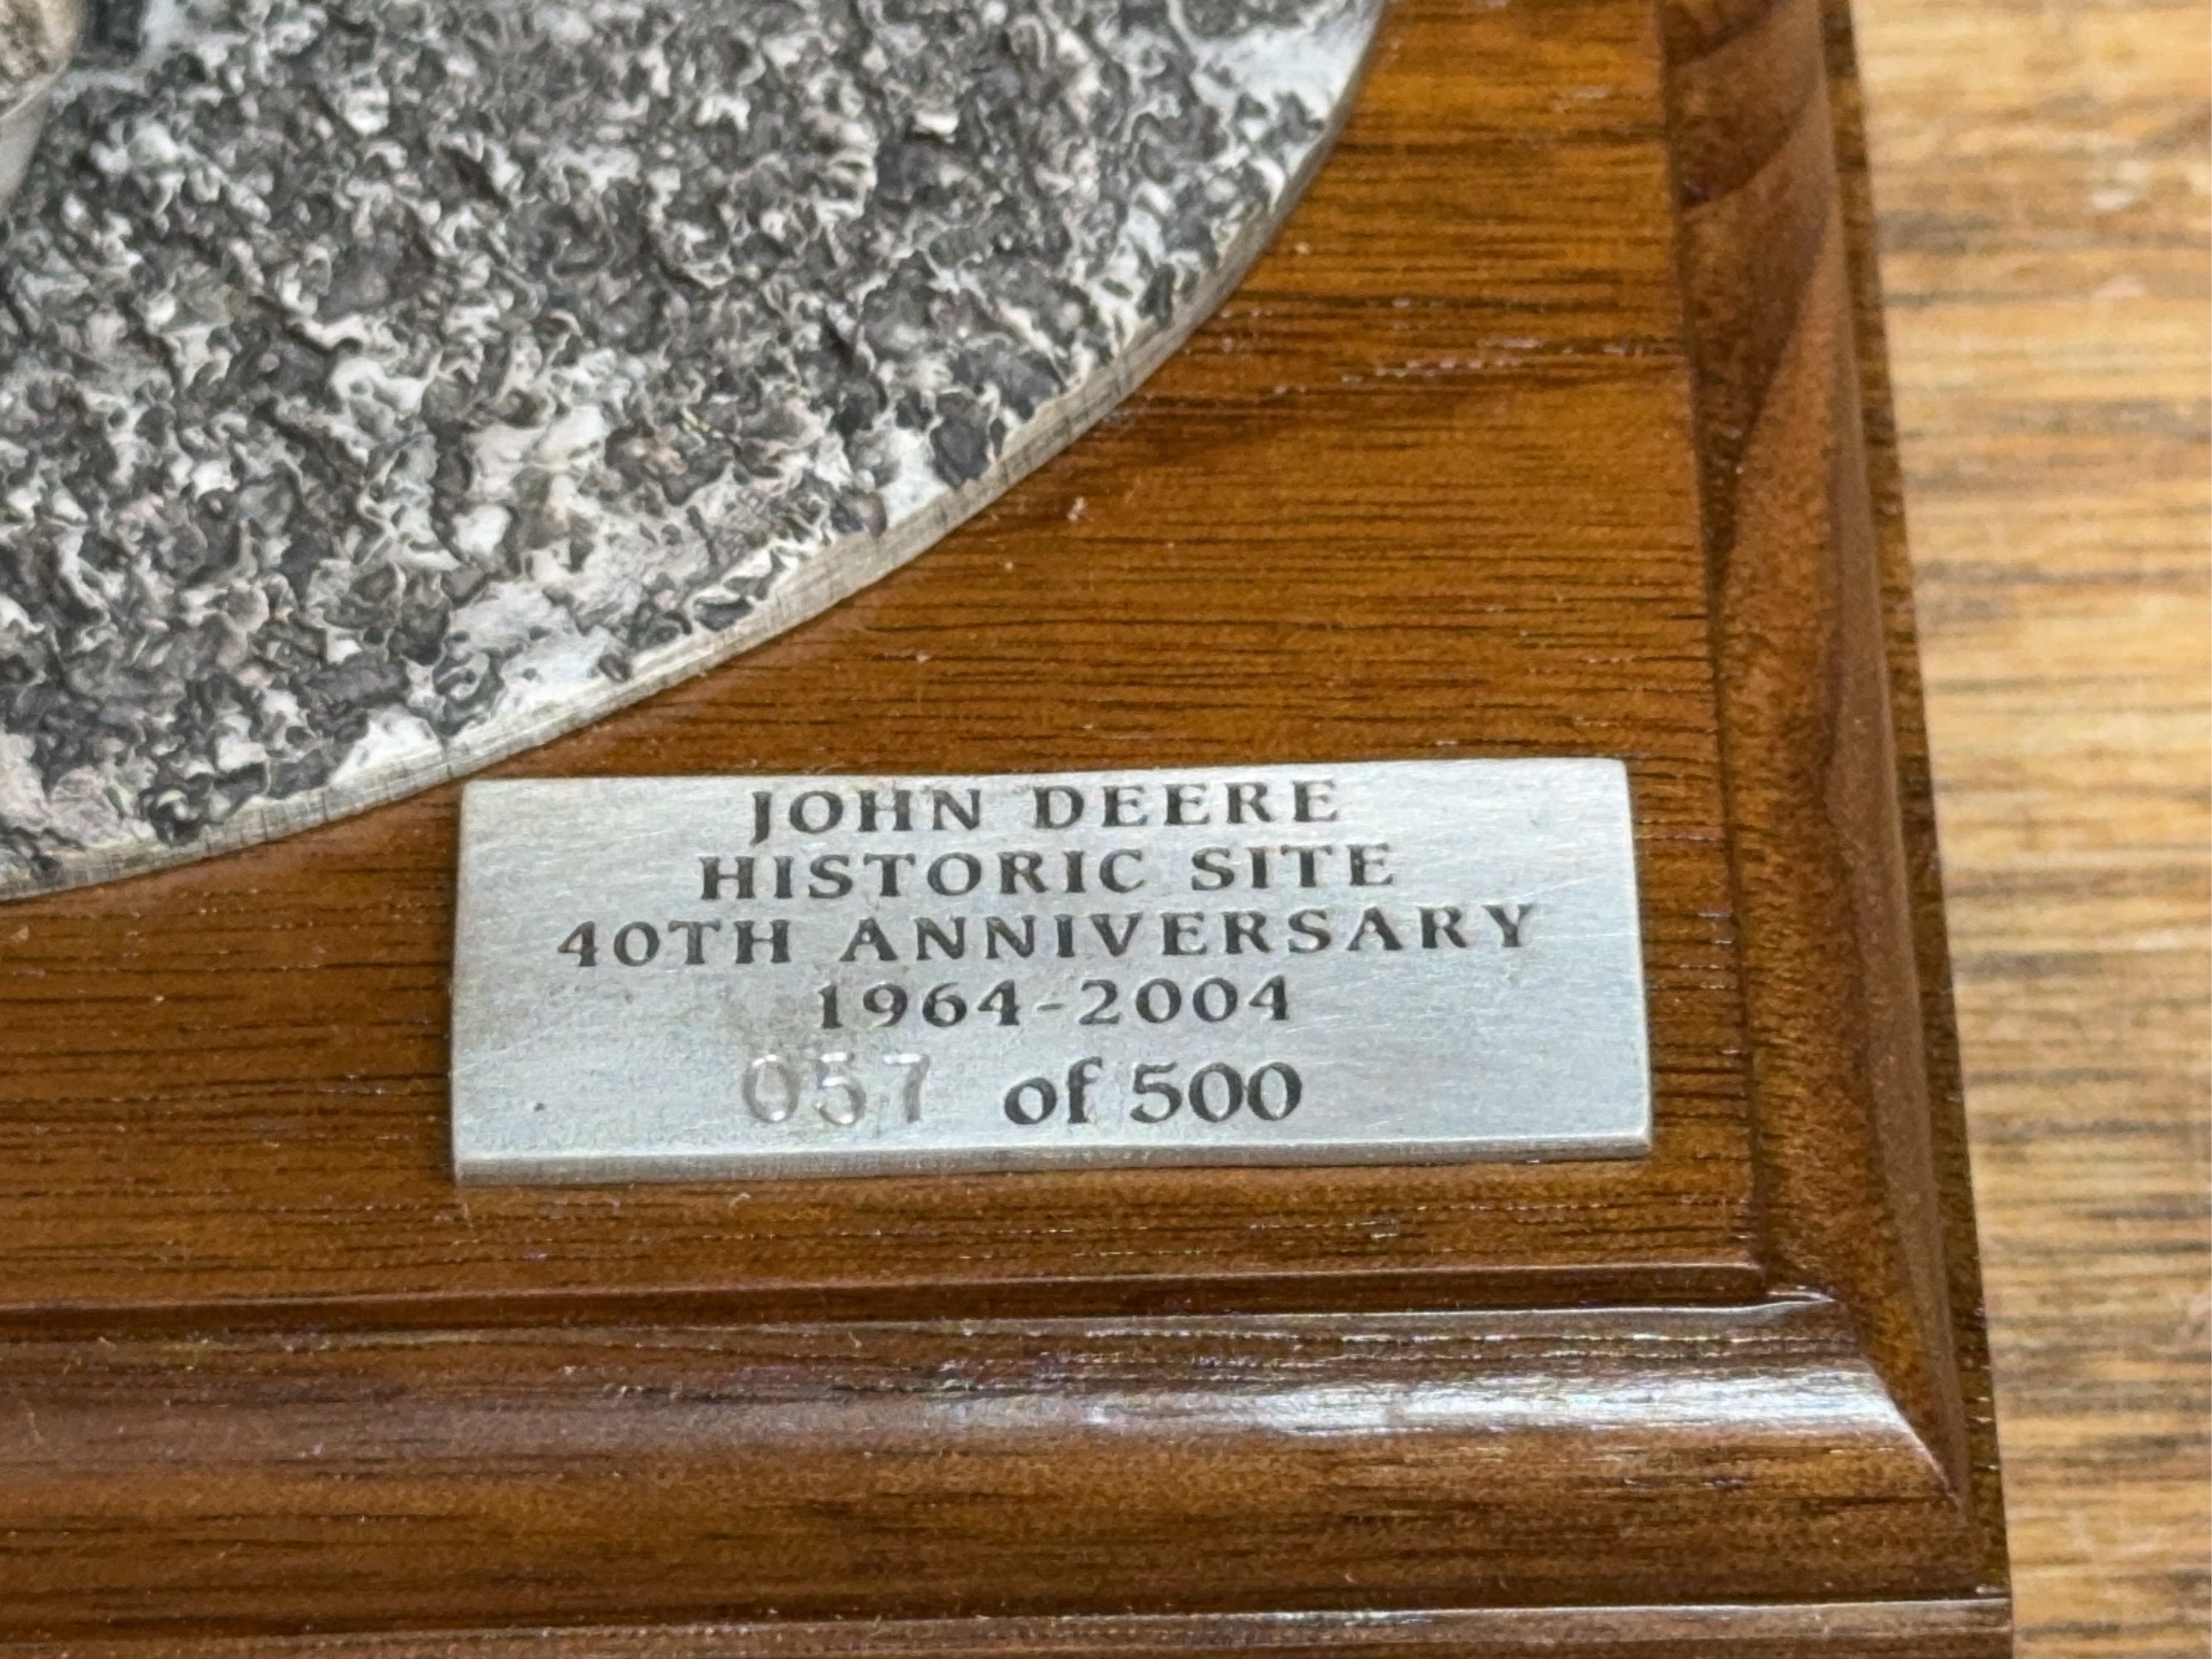 JOHN DEERE
HISTORIC SITE
40TH ANNIVERSARY
1964-2004
057 of 500